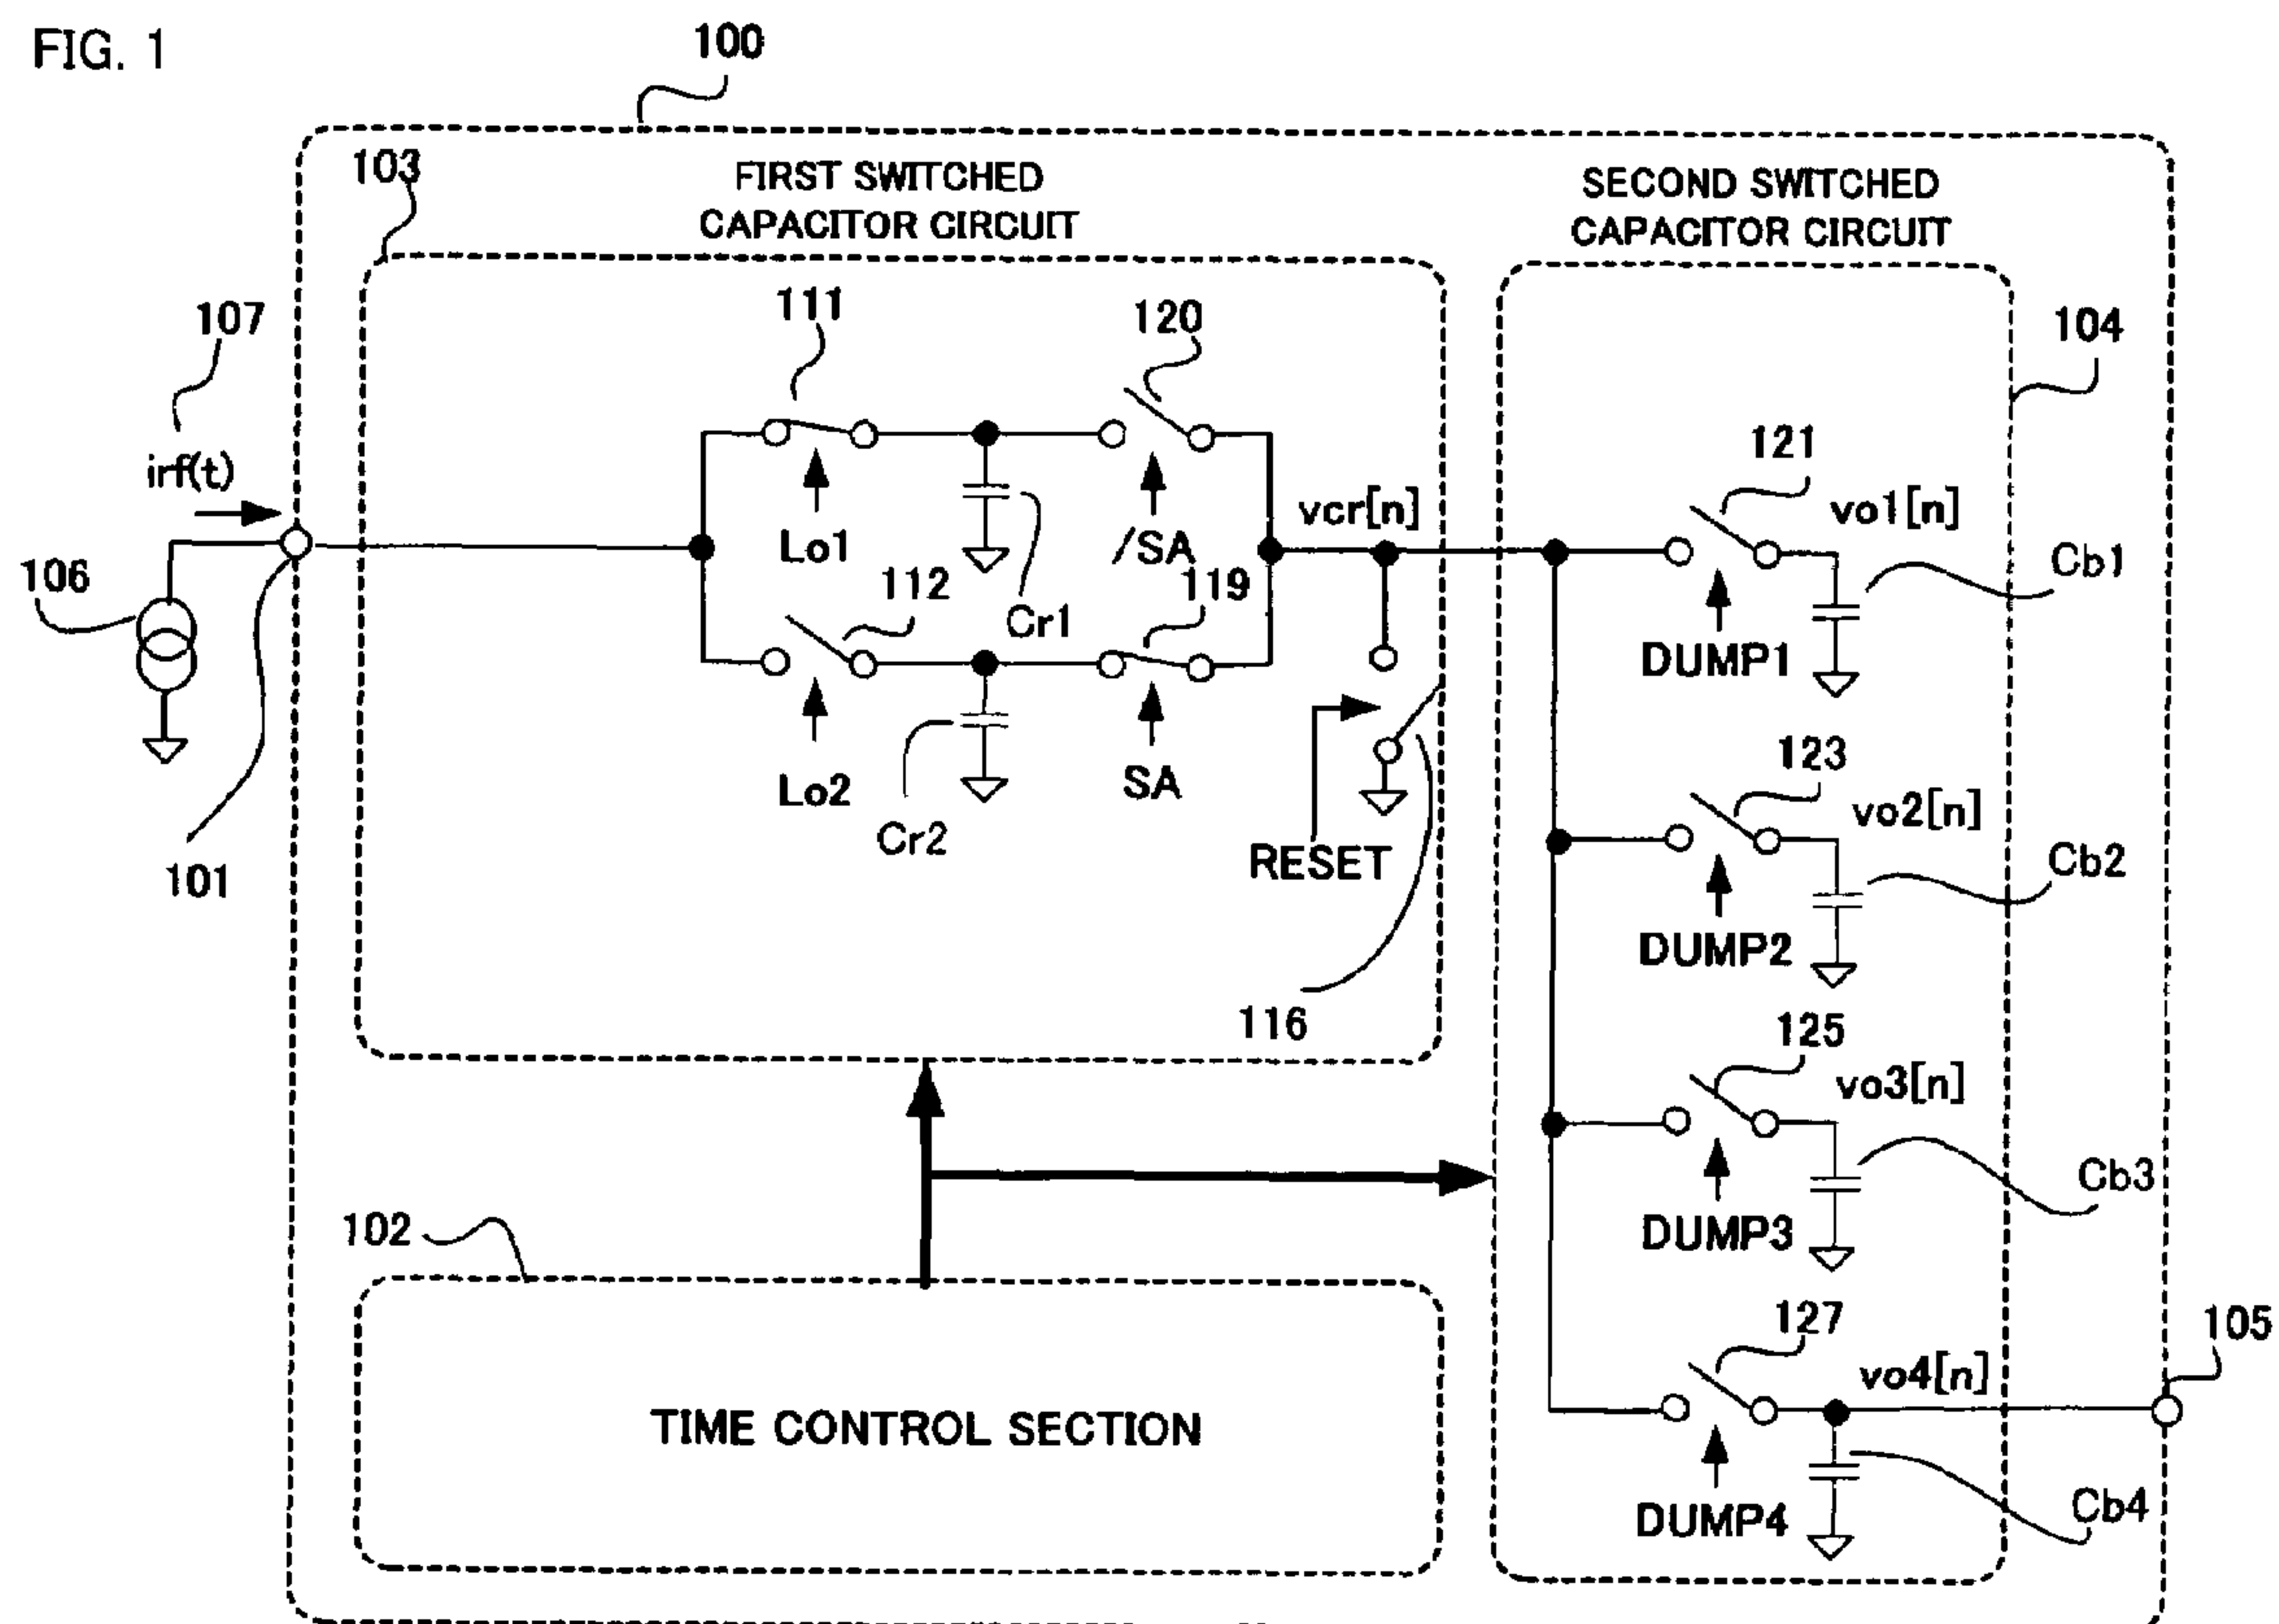 FIG. 1
100
103
FIRST SWITCHED
CAPACITOR CIRCUIT
SECOND SWITCHED
CAPACITOR CIRCUIT
107
111
120
104
irf(t)
121
vo1[n]
vcr[n]
Lo1
/SA
Cb1
106
112
119
Cr1
DUMP1
123
Lo2
SA
vo2[n]
Cr2
RESET
Cb2
101
DUMP2
116
125
vo3[n]
Cb3
102
DUMP3
127
105
vo4[n]
TIME CONTROL SECTION
Cb4
DUMP4